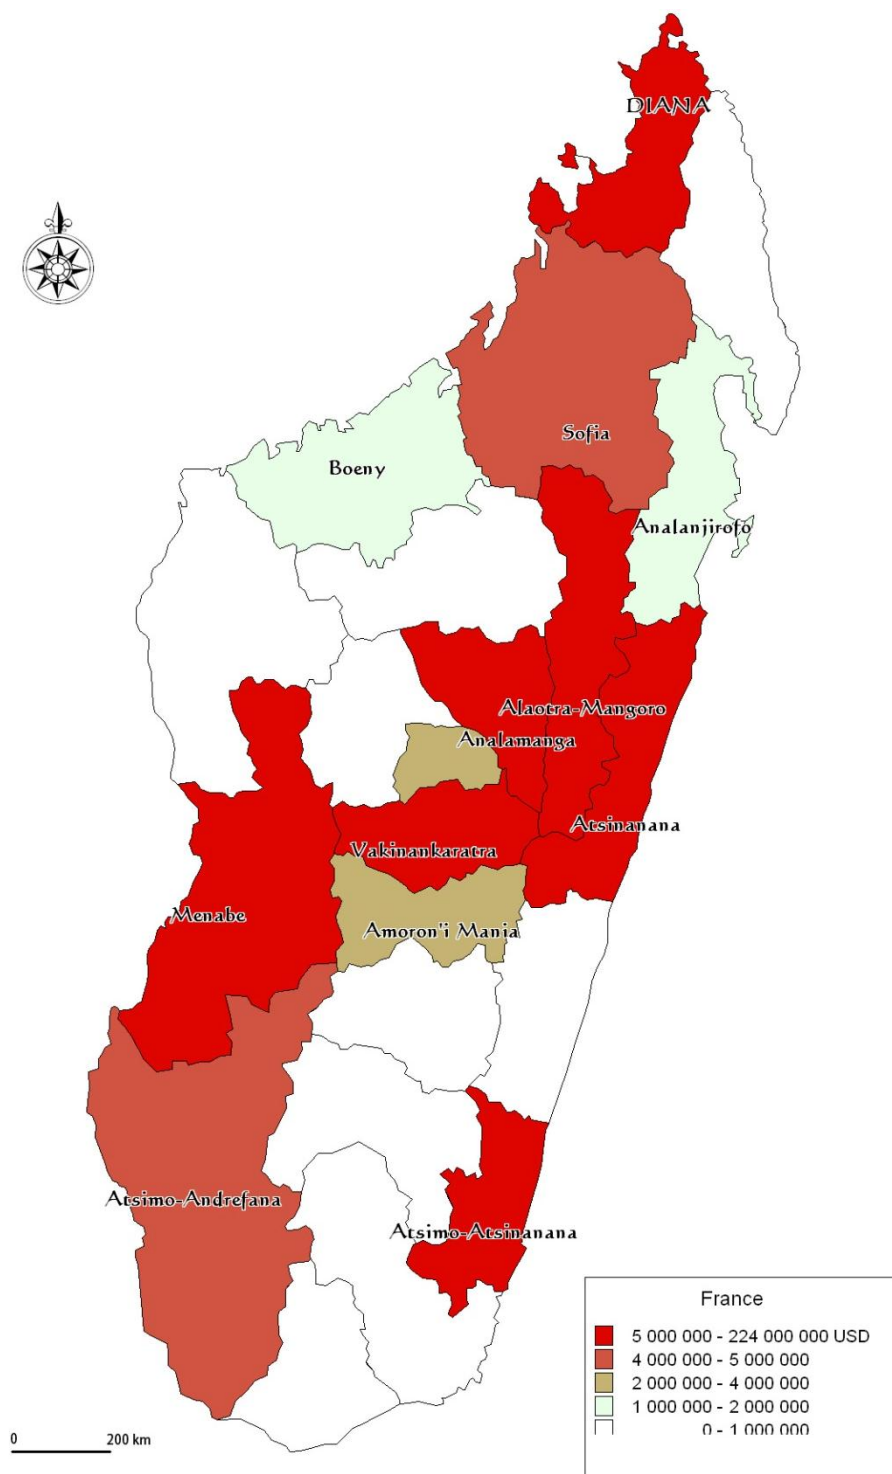 DIANA
Sofia
Boeny
Analanjirofo
Alaotra-Mangoro
Analamanga
Atsinanana
Vakinankaratra
Menabe
Amoron'i Mania
Atsimo-Andrefana
Atsimo-Atsinanana
France
5 000 000 - 224 000 000 USD
4 000 000 - 5 000 000
2 000 000 - 4 000 000
1 000 000 - 2 000 000
0 - 1 000 000
0 200 km